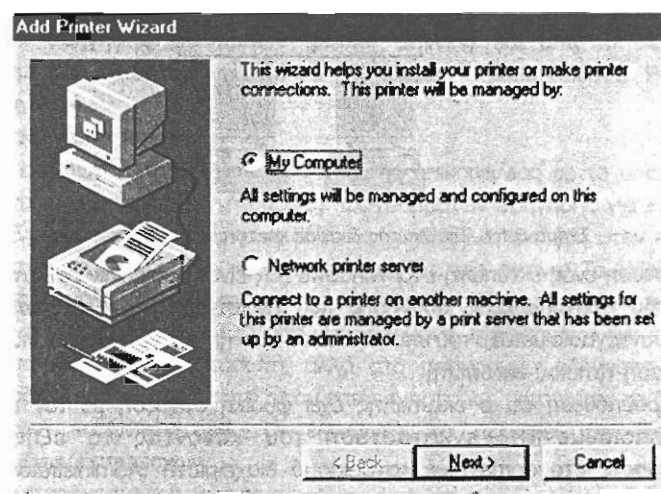 Add Printer Wizard
This wizard helps you install your printer or make printer
connections. This printer will be managed by:
My Computer
All settings will be managed and configured on this
computer.
Network printer server
Connect to a printer on another machine. All settings for
this printer are managed by a print server that has been set
up by an administrator.
< Back
Next >
Cancel